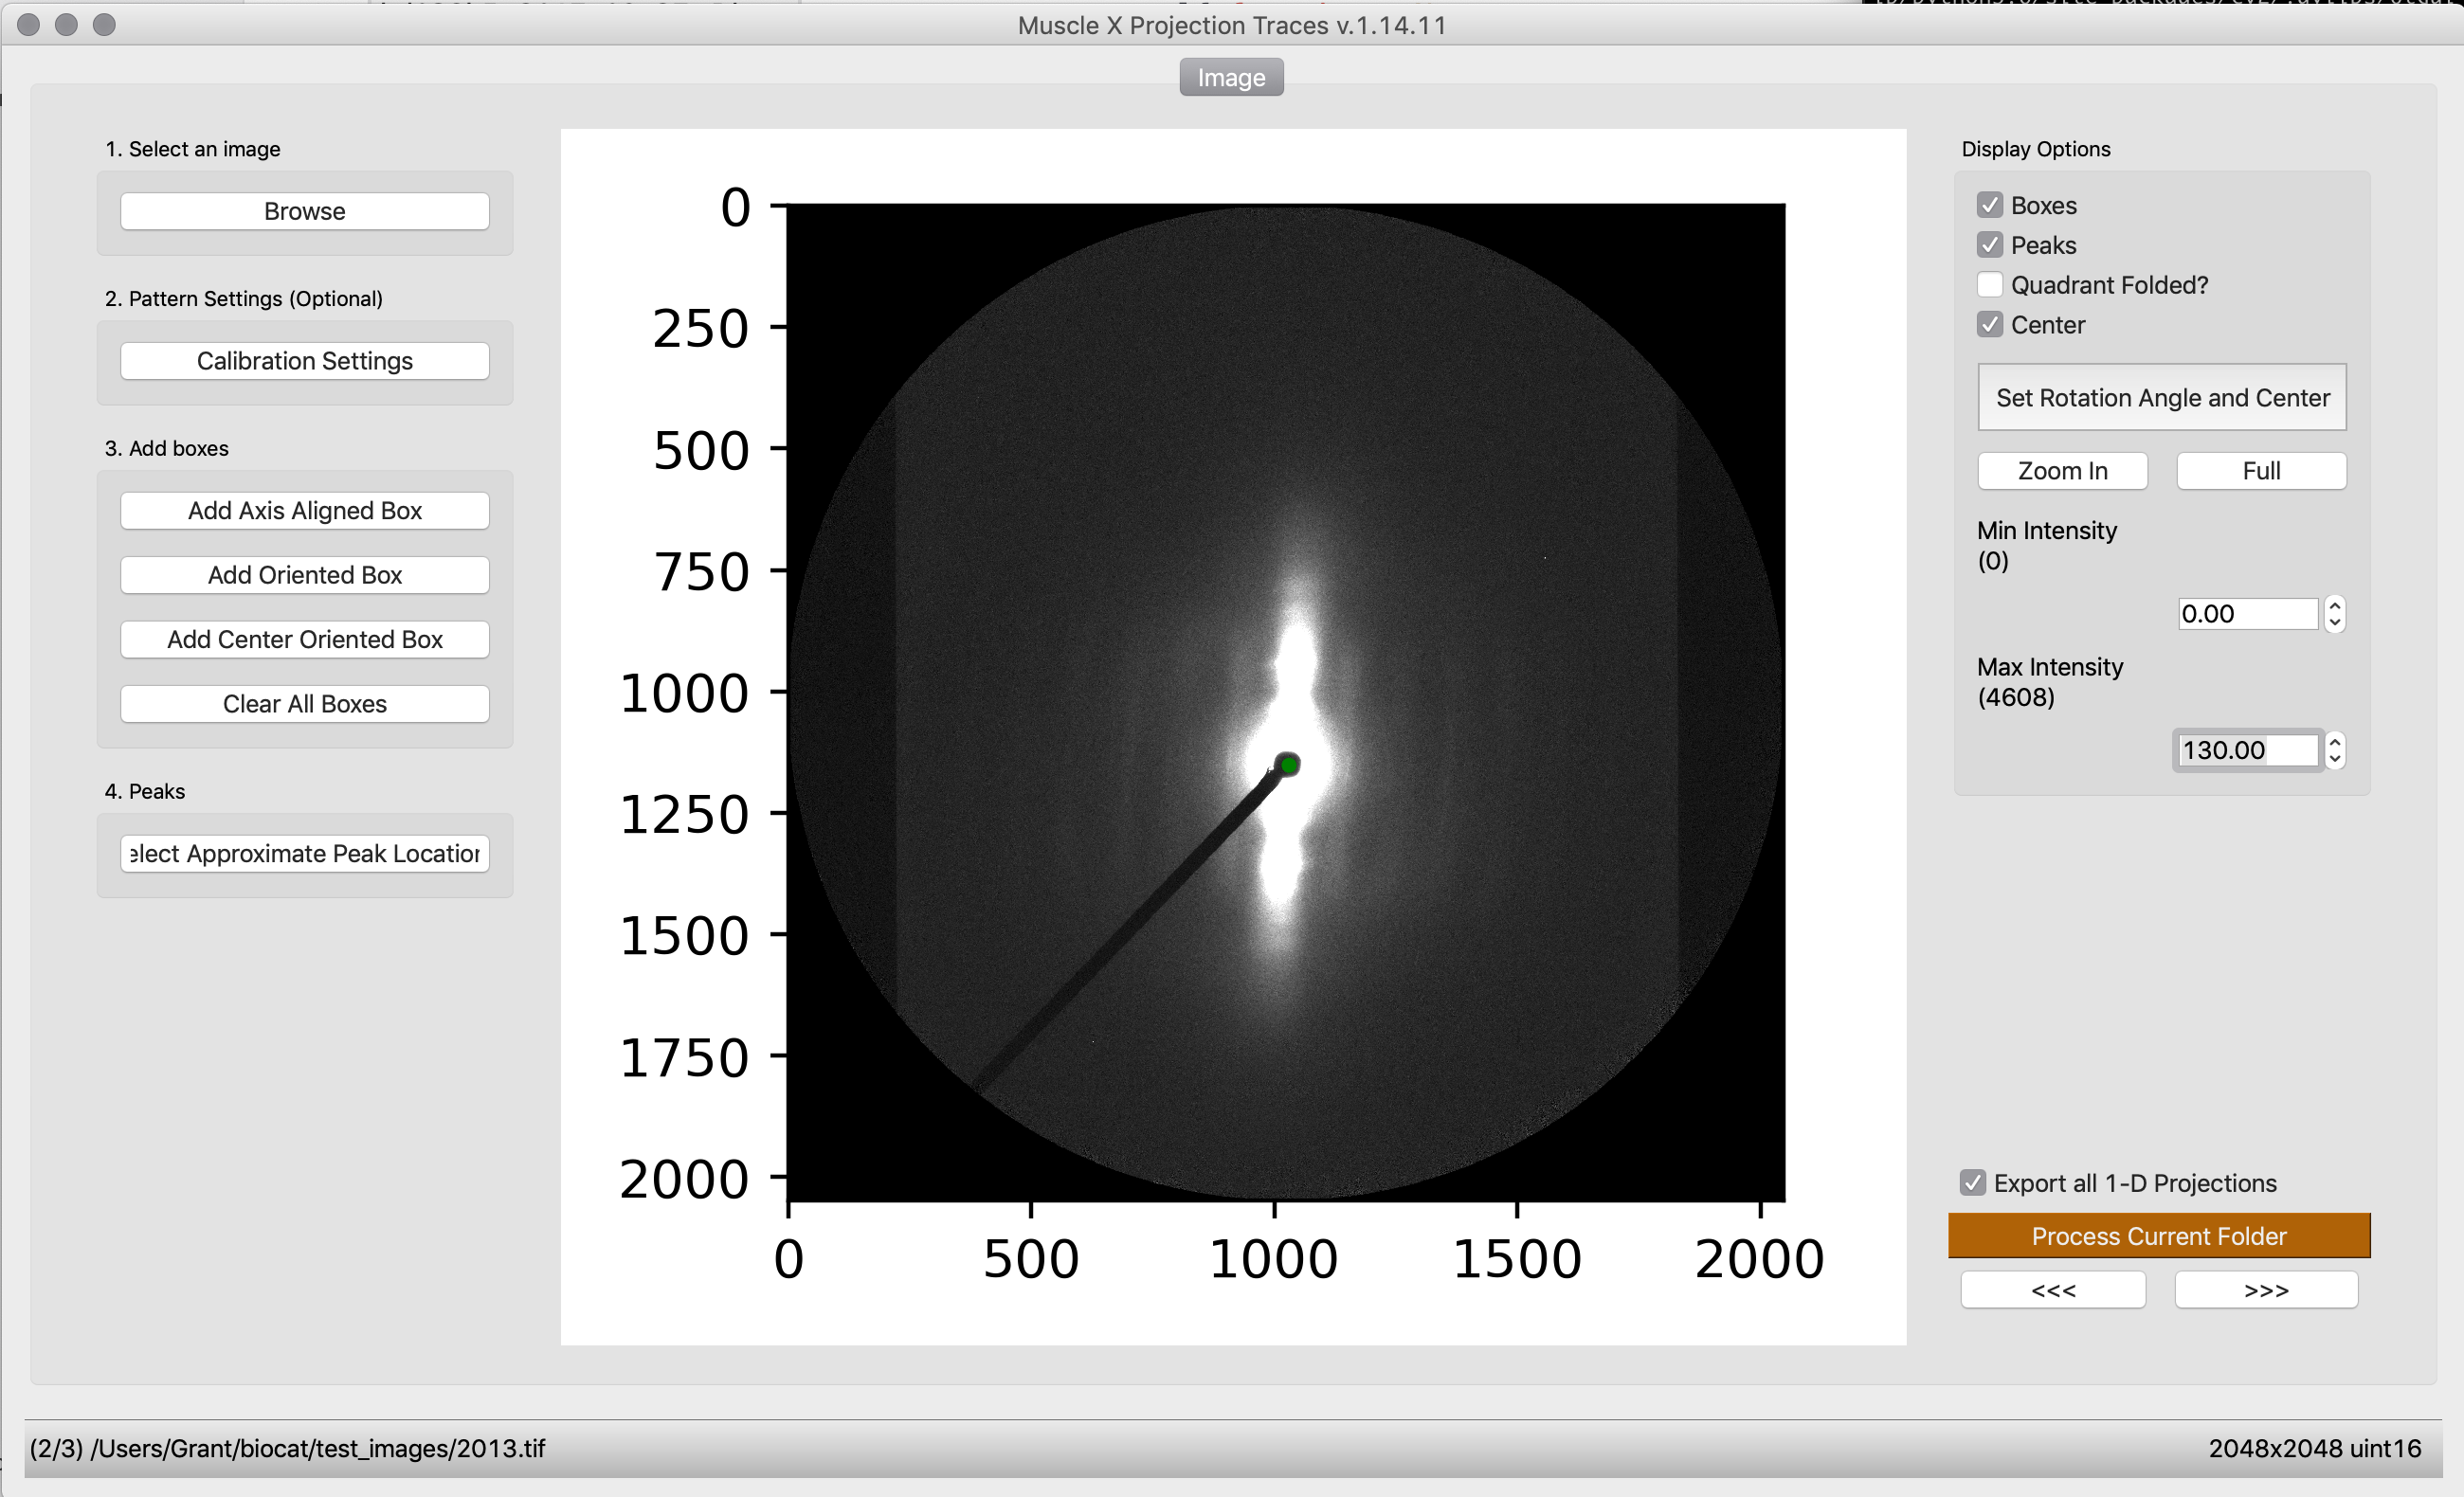 Muscle X Projection Traces v.1.14.11
Image
1. Select an image
Browse
2. Pattern Settings (Optional)
Calibration Settings
3. Add boxes
Add Axis Aligned Box
Add Oriented Box
Add Center Oriented Box
Clear All Boxes
4. Peaks
elect Approximate Peak Location
0
250
500
750
1000
1250
1500
1750
2000
0 500 1000 1500 2000
Display Options
Boxes
Peaks
Quadrant Folded?
Center
Set Rotation Angle and Center
Zoom In Full
Min Intensity
(0)
0.00
Max Intensity
(4608)
130.00
Export all 1-D Projections
Process Current Folder
<<< >>>
(2/3) /Users/Grant/biocat/test_images/2013.tif 2048x2048 uint16